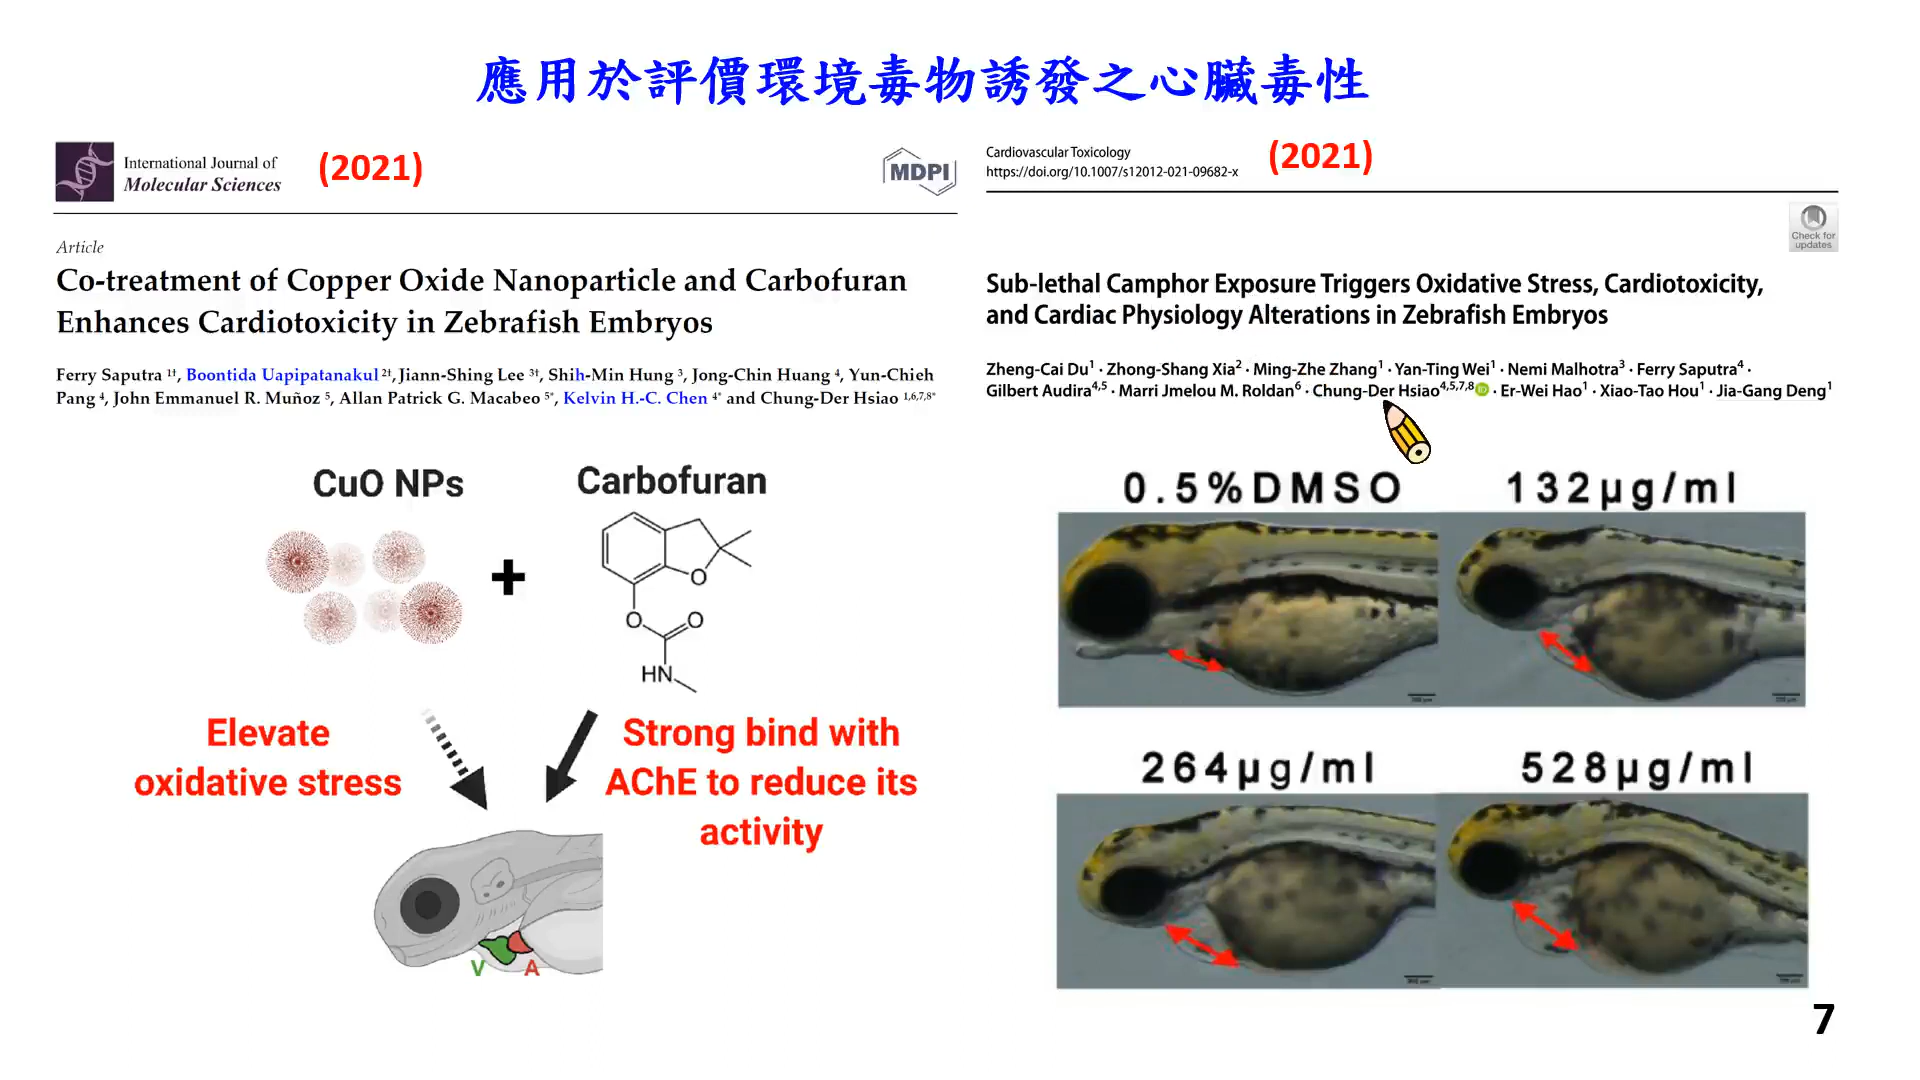 應用於評價環境毒物誘發之心臟毒性
International Journal of
Molecular Sciences
(2021)
MDPI
Article
Co-treatment of Copper Oxide Nanoparticle and Carbofuran
Enhances Cardiotoxicity in Zebrafish Embryos
Ferry Saputra 1†, Boontida Uapipatanakul 2†, Jiann-Shing Lee 3†, Shih-Min Hung 3, Jong-Chin Huang 4, Yun-Chieh
Pang 4, John Emmanuel R. Muñoz 5, Allan Patrick G. Macabeo 5*, Kelvin H.-C. Chen 4* and Chung-Der Hsiao 1,6,7,8*
CuO NPs
Carbofuran
+
O
O
O
HN
Elevate
oxidative stress
Strong bind with
AChE to reduce its
activity
V
A
Cardiovascular Toxicology
https://doi.org/10.1007/s12012-021-09682-x
(2021)
Check for
updates
Sub-lethal Camphor Exposure Triggers Oxidative Stress, Cardiotoxicity,
and Cardiac Physiology Alterations in Zebrafish Embryos
Zheng-Cai Du1 · Zhong-Shang Xia2 · Ming-Zhe Zhang1 · Yan-Ting Wei1 · Nemi Malhotra3 · Ferry Saputra4 ·
Gilbert Audira4,5 · Marri Jmelou M. Roldan6 · Chung-Der Hsiao4,5,7,8 iD · Er-Wei Hao1 · Xiao-Tao Hou1 · Jia-Gang Deng1
0.5%DMSO
132μg/ml
264μg/ml
528μg/ml
7